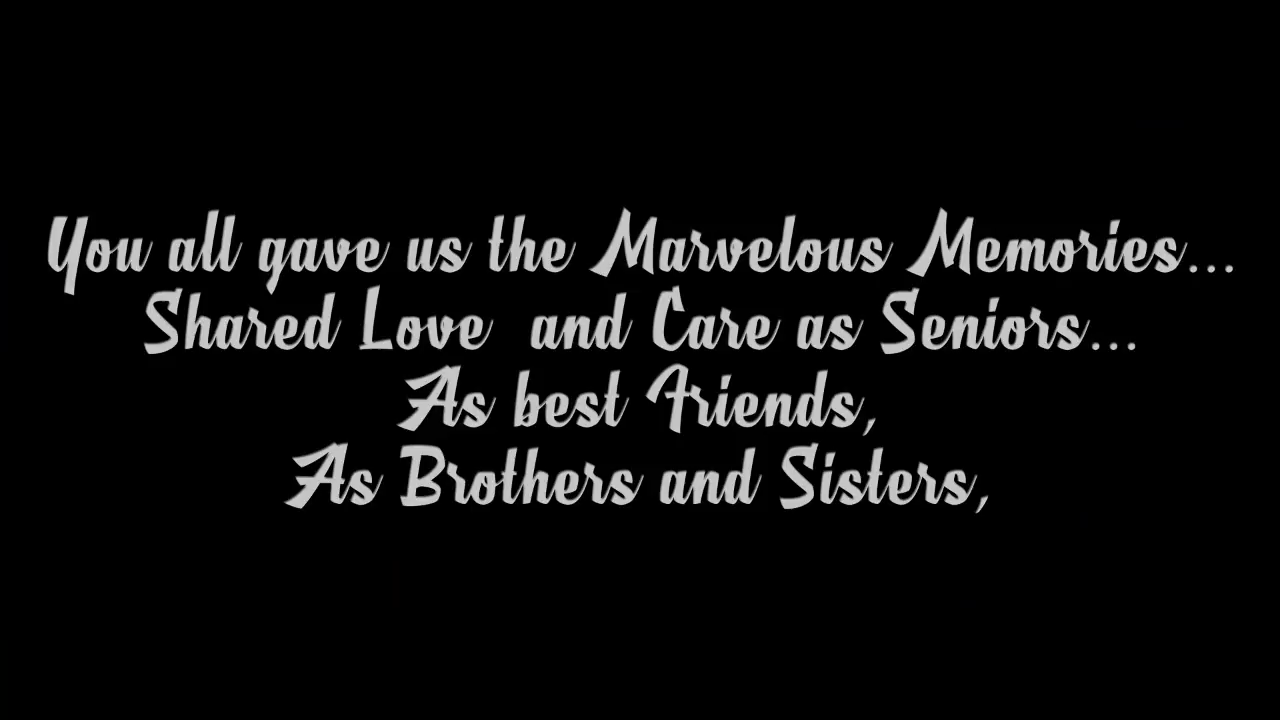 You all gave us the Marvelous Memories...
Shared Love and Care as Seniors...
As best Friends,
As Brothers and Sisters,